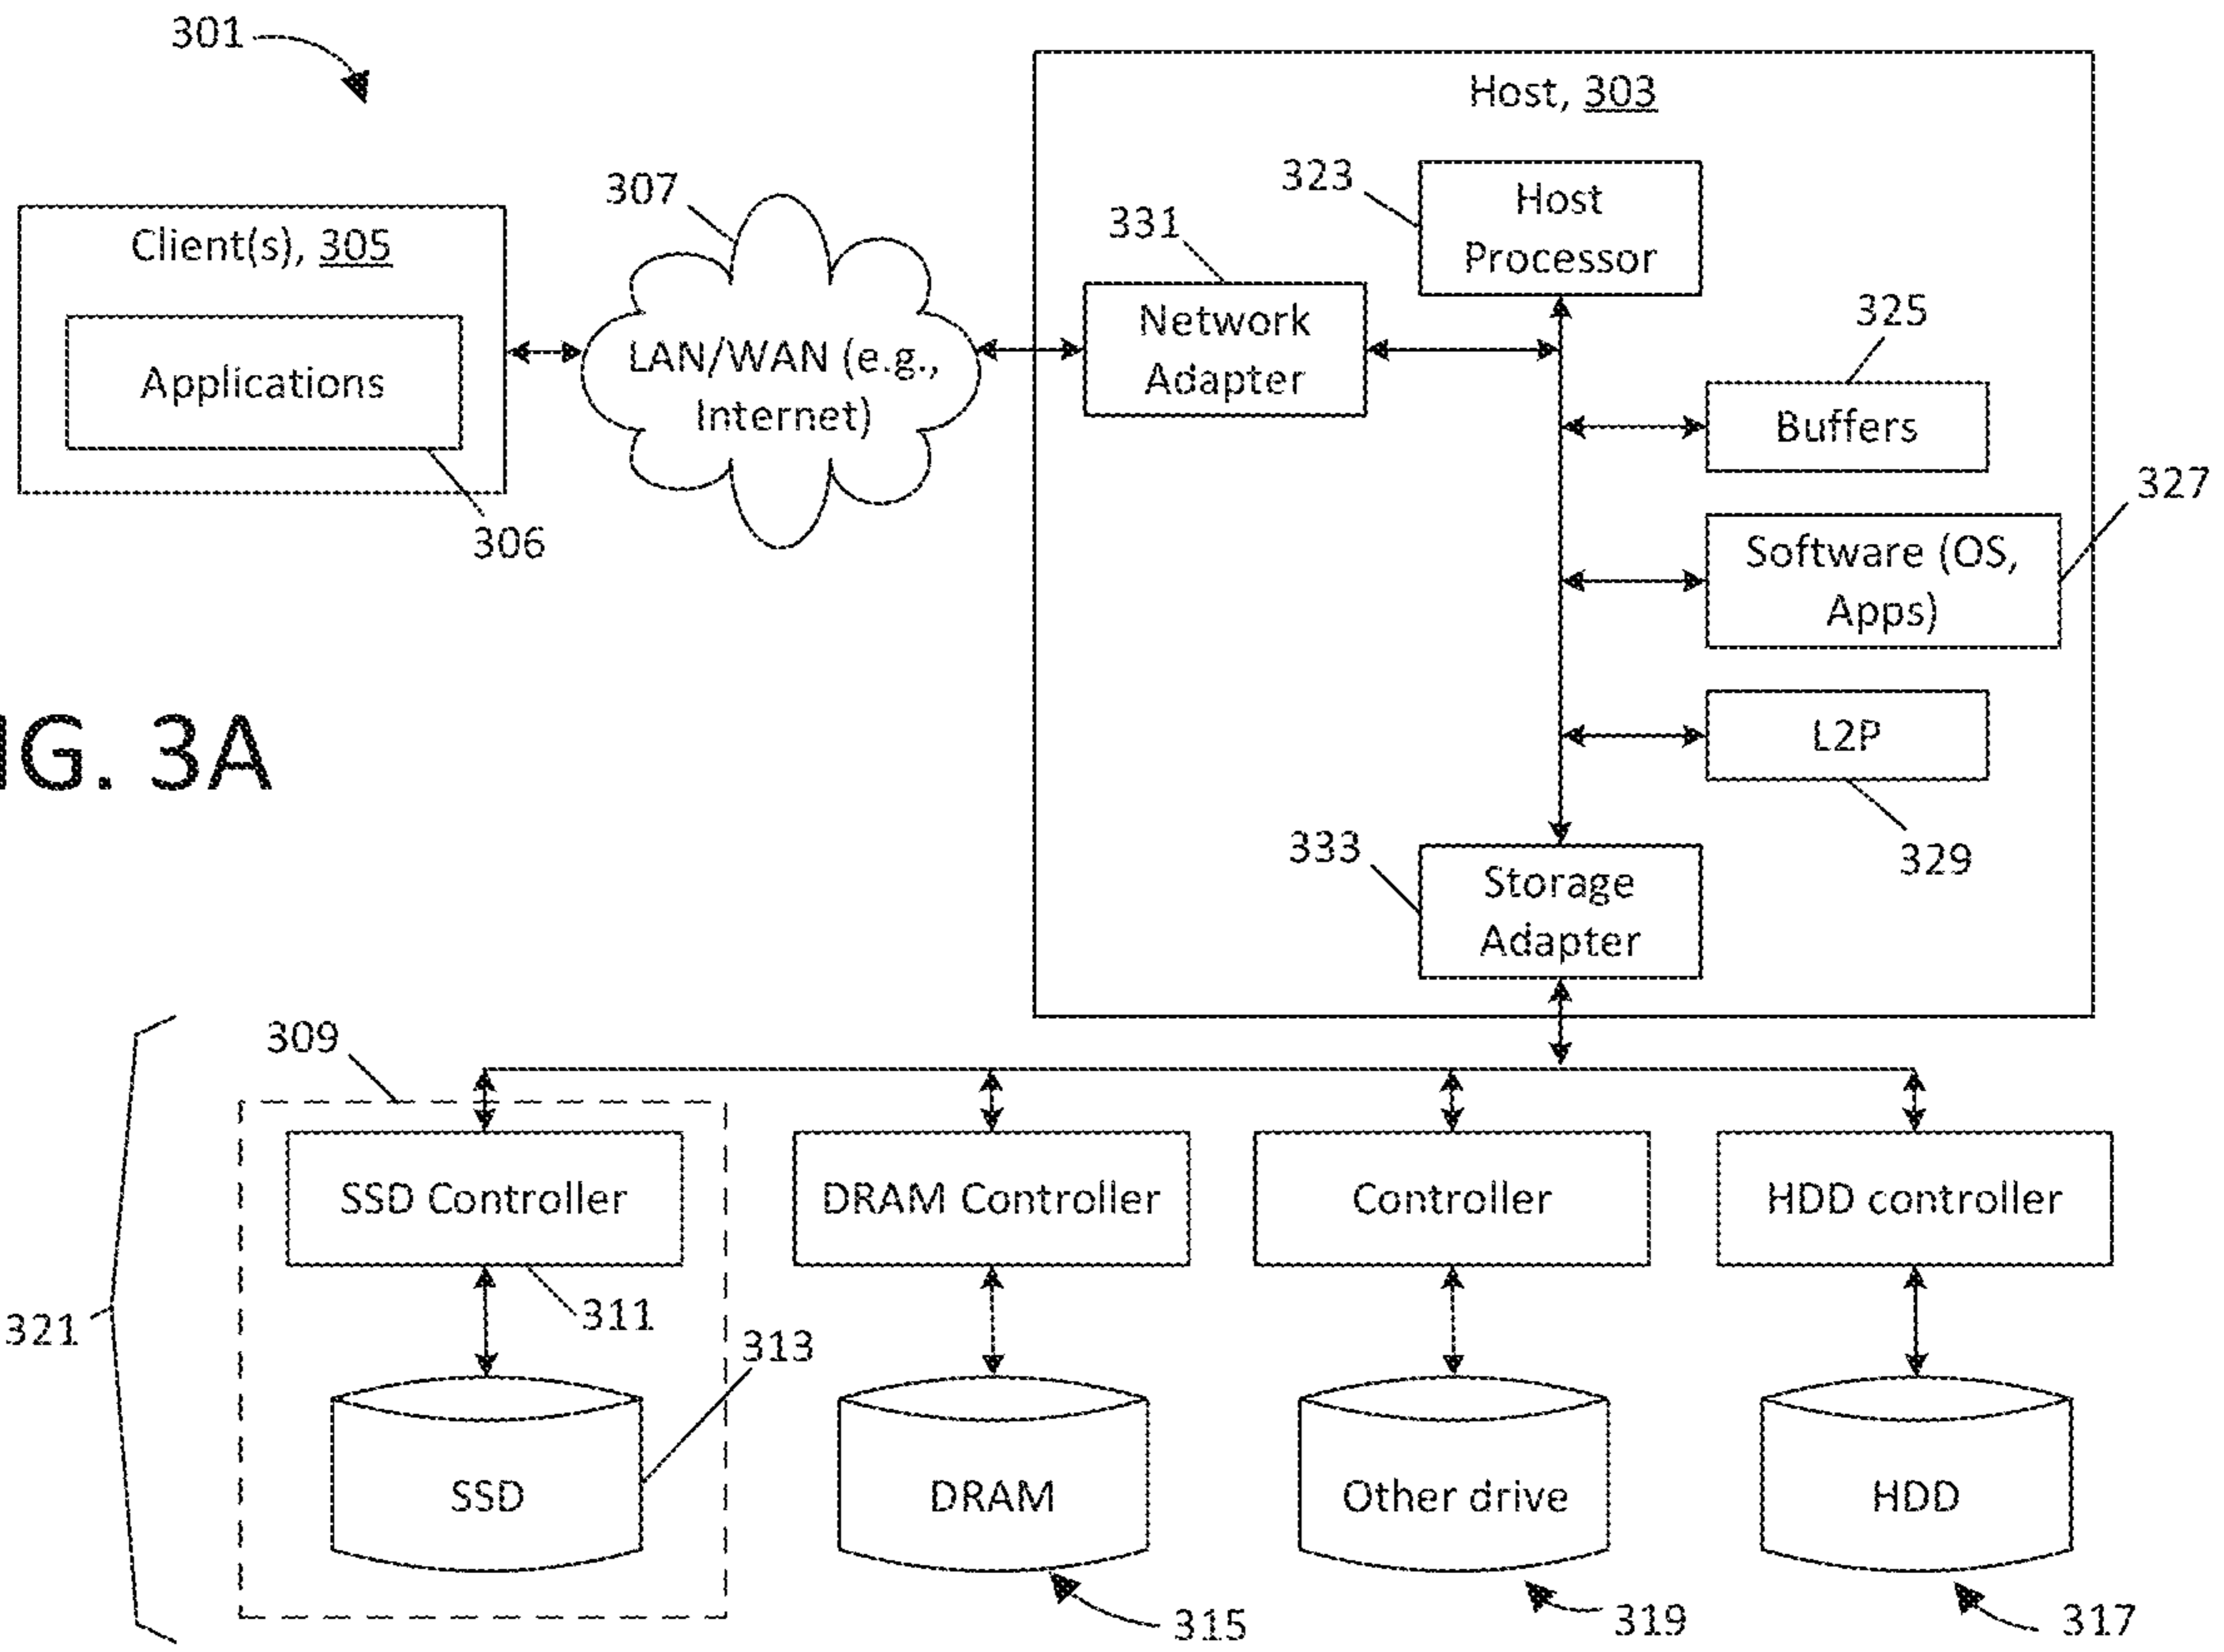 301
Host, 303
323
Host
Processor
307
331
Client(s), 305
Network
Adapter
325
Buffers
LAN/WAN (e.g.,
Internet)
Applications
306
327
Software (OS,
Apps)
IG. 3A
L2P
329
333
Storage
Adapter
309
SSD Controller
DRAM Controller
Controller
HDD controller
321
311
313
SSD
DRAM
Other drive
HDD
315
319
317